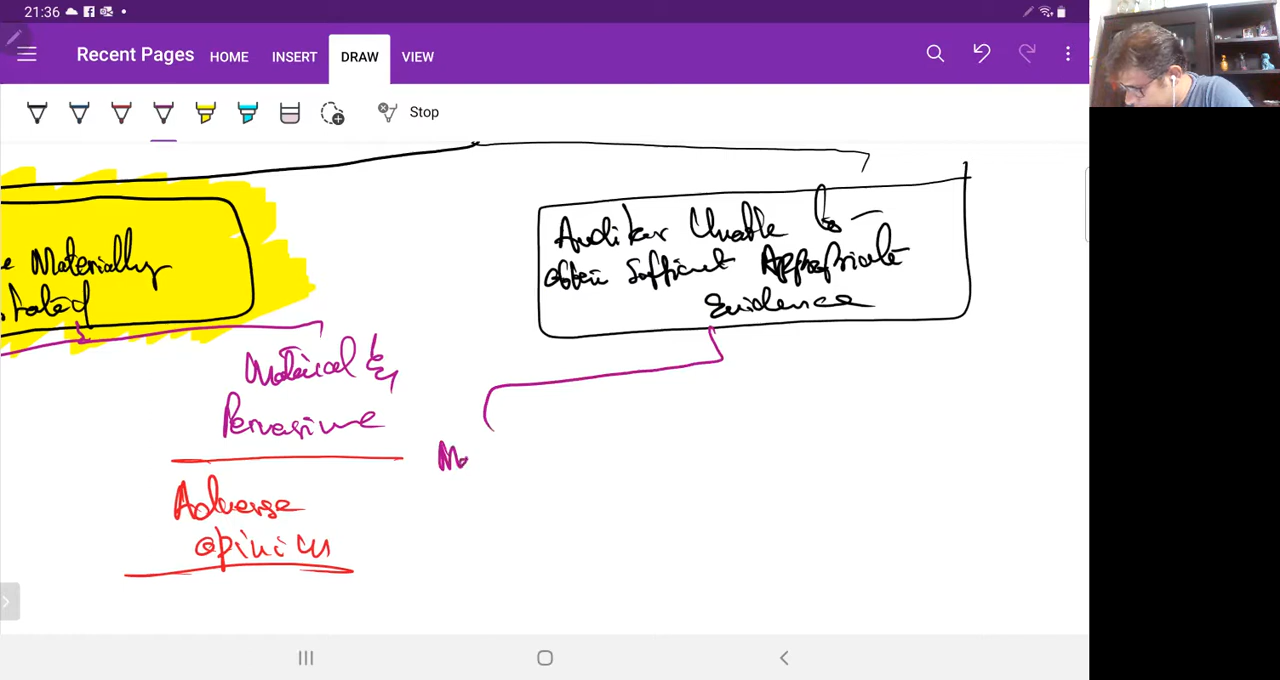 21:36
Recent Pages HOME INSERT DRAW VIEW
Stop
e Materially
stated
Auditor Unable to
obtain Sufficient Appropriate
Evidence
Material &
Pervasive
Adverse
opinion